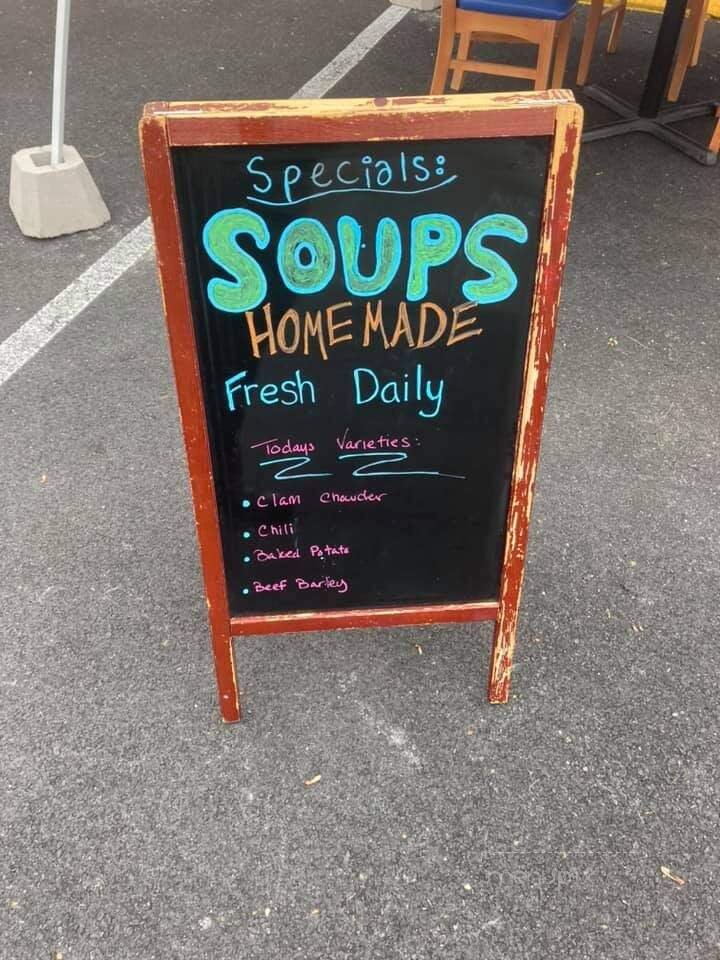 Specials:
SOUPS
HOMEMADE
Fresh Daily
Todays Varieties:
• Clam Chowder
• Chili
• Baked Potato
• Beef Barley